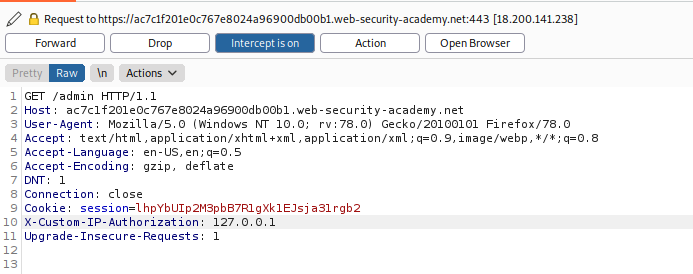 Request to https://ac7c1f201e0c767e8024a96900db00b1.web-security-academy.net:443 [18.200.141.238]
Forward Drop Intercept is on Action Open Browser
Pretty Raw \n Actions
1 GET /admin HTTP/1.1
2 Host: ac7c1f201e0c767e8024a96900db00b1.web-security-academy.net
3 User-Agent: Mozilla/5.0 (Windows NT 10.0; rv:78.0) Gecko/20100101 Firefox/78.0
4 Accept: text/html,application/xhtml+xml,application/xml;q=0.9,image/webp,*/*;q=0.8
5 Accept-Language: en-US,en;q=0.5
6 Accept-Encoding: gzip, deflate
7 DNT: 1
8 Connection: close
9 Cookie: session=lhpYbUIp2M3pbB7R1gXk1EJsja31rgb2
10 X-Custom-IP-Authorization: 127.0.0.1
11 Upgrade-Insecure-Requests: 1
12
13